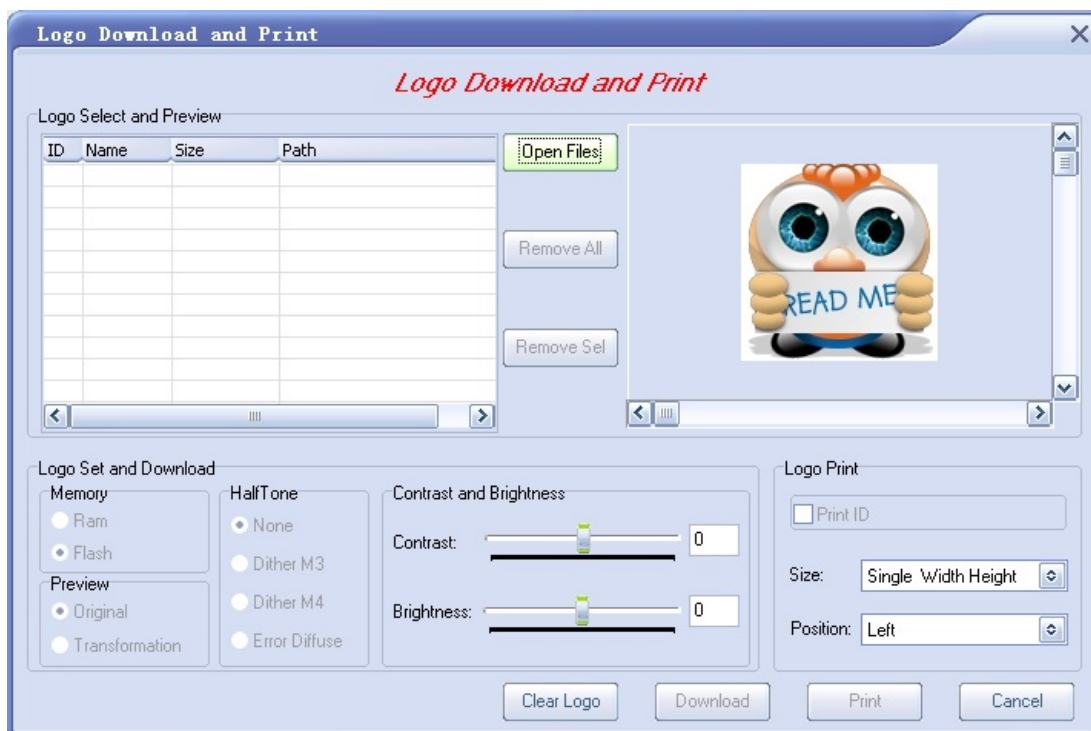 Logo Download and Print
Logo Download and Print
Logo Select and Preview
ID Name Size Path
Open Files
Remove All
Remove Sel
READ ME
Logo Set and Download
Memory
Ram
Flash
Preview
Original
Transformation
HalfTone
None
Dither M3
Dither M4
Error Diffuse
Contrast and Brightness
Contrast: 0
Brightness: 0
Logo Print
Print ID
Size: Single Width Height
Position: Left
Clear Logo Download Print Cancel